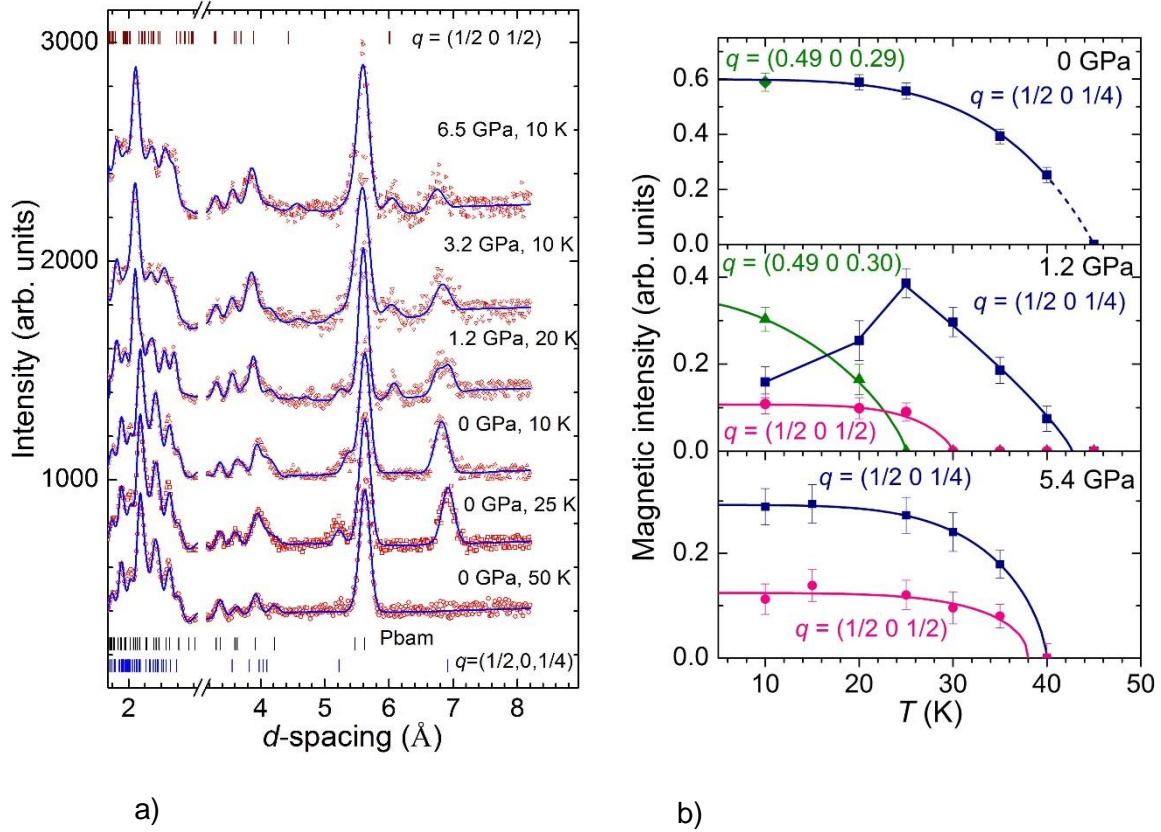 3000
2000
1000
Intensity (arb. units)
q = (1/2 0 1/2)
6.5 GPa, 10 K
3.2 GPa, 10 K
1.2 GPa, 20 K
0 GPa, 10 K
0 GPa, 25 K
0 GPa, 50 K
Pbam
q=(1/2,0,1/4)
2 4 5 6 7 8
d-spacing (Å)
a)
Magnetic intensity (arb. units)
q = (0.49 0 0.29)
0 GPa
q = (1/2 0 1/4)
0.6
0.4
0.2
0.0
q = (0.49 0 0.30)
1.2 GPa
q = (1/2 0 1/4)
0.4
0.2
q = (1/2 0 1/2)
0.0
q = (1/2 0 1/4)
5.4 GPa
0.2
q = (1/2 0 1/2)
0.0
10 20 30 40 50
T (K)
b)